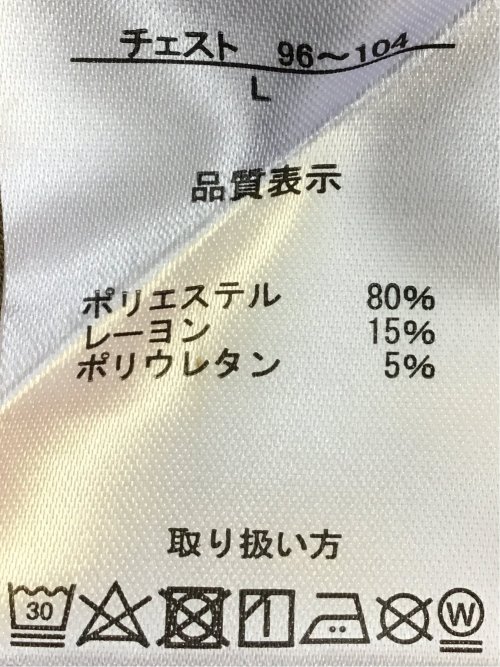 チェスト 96～104
L
品質表示
ポリエステル 80%
レーヨン 15%
ポリウレタン 5%
取り扱い方
30 W